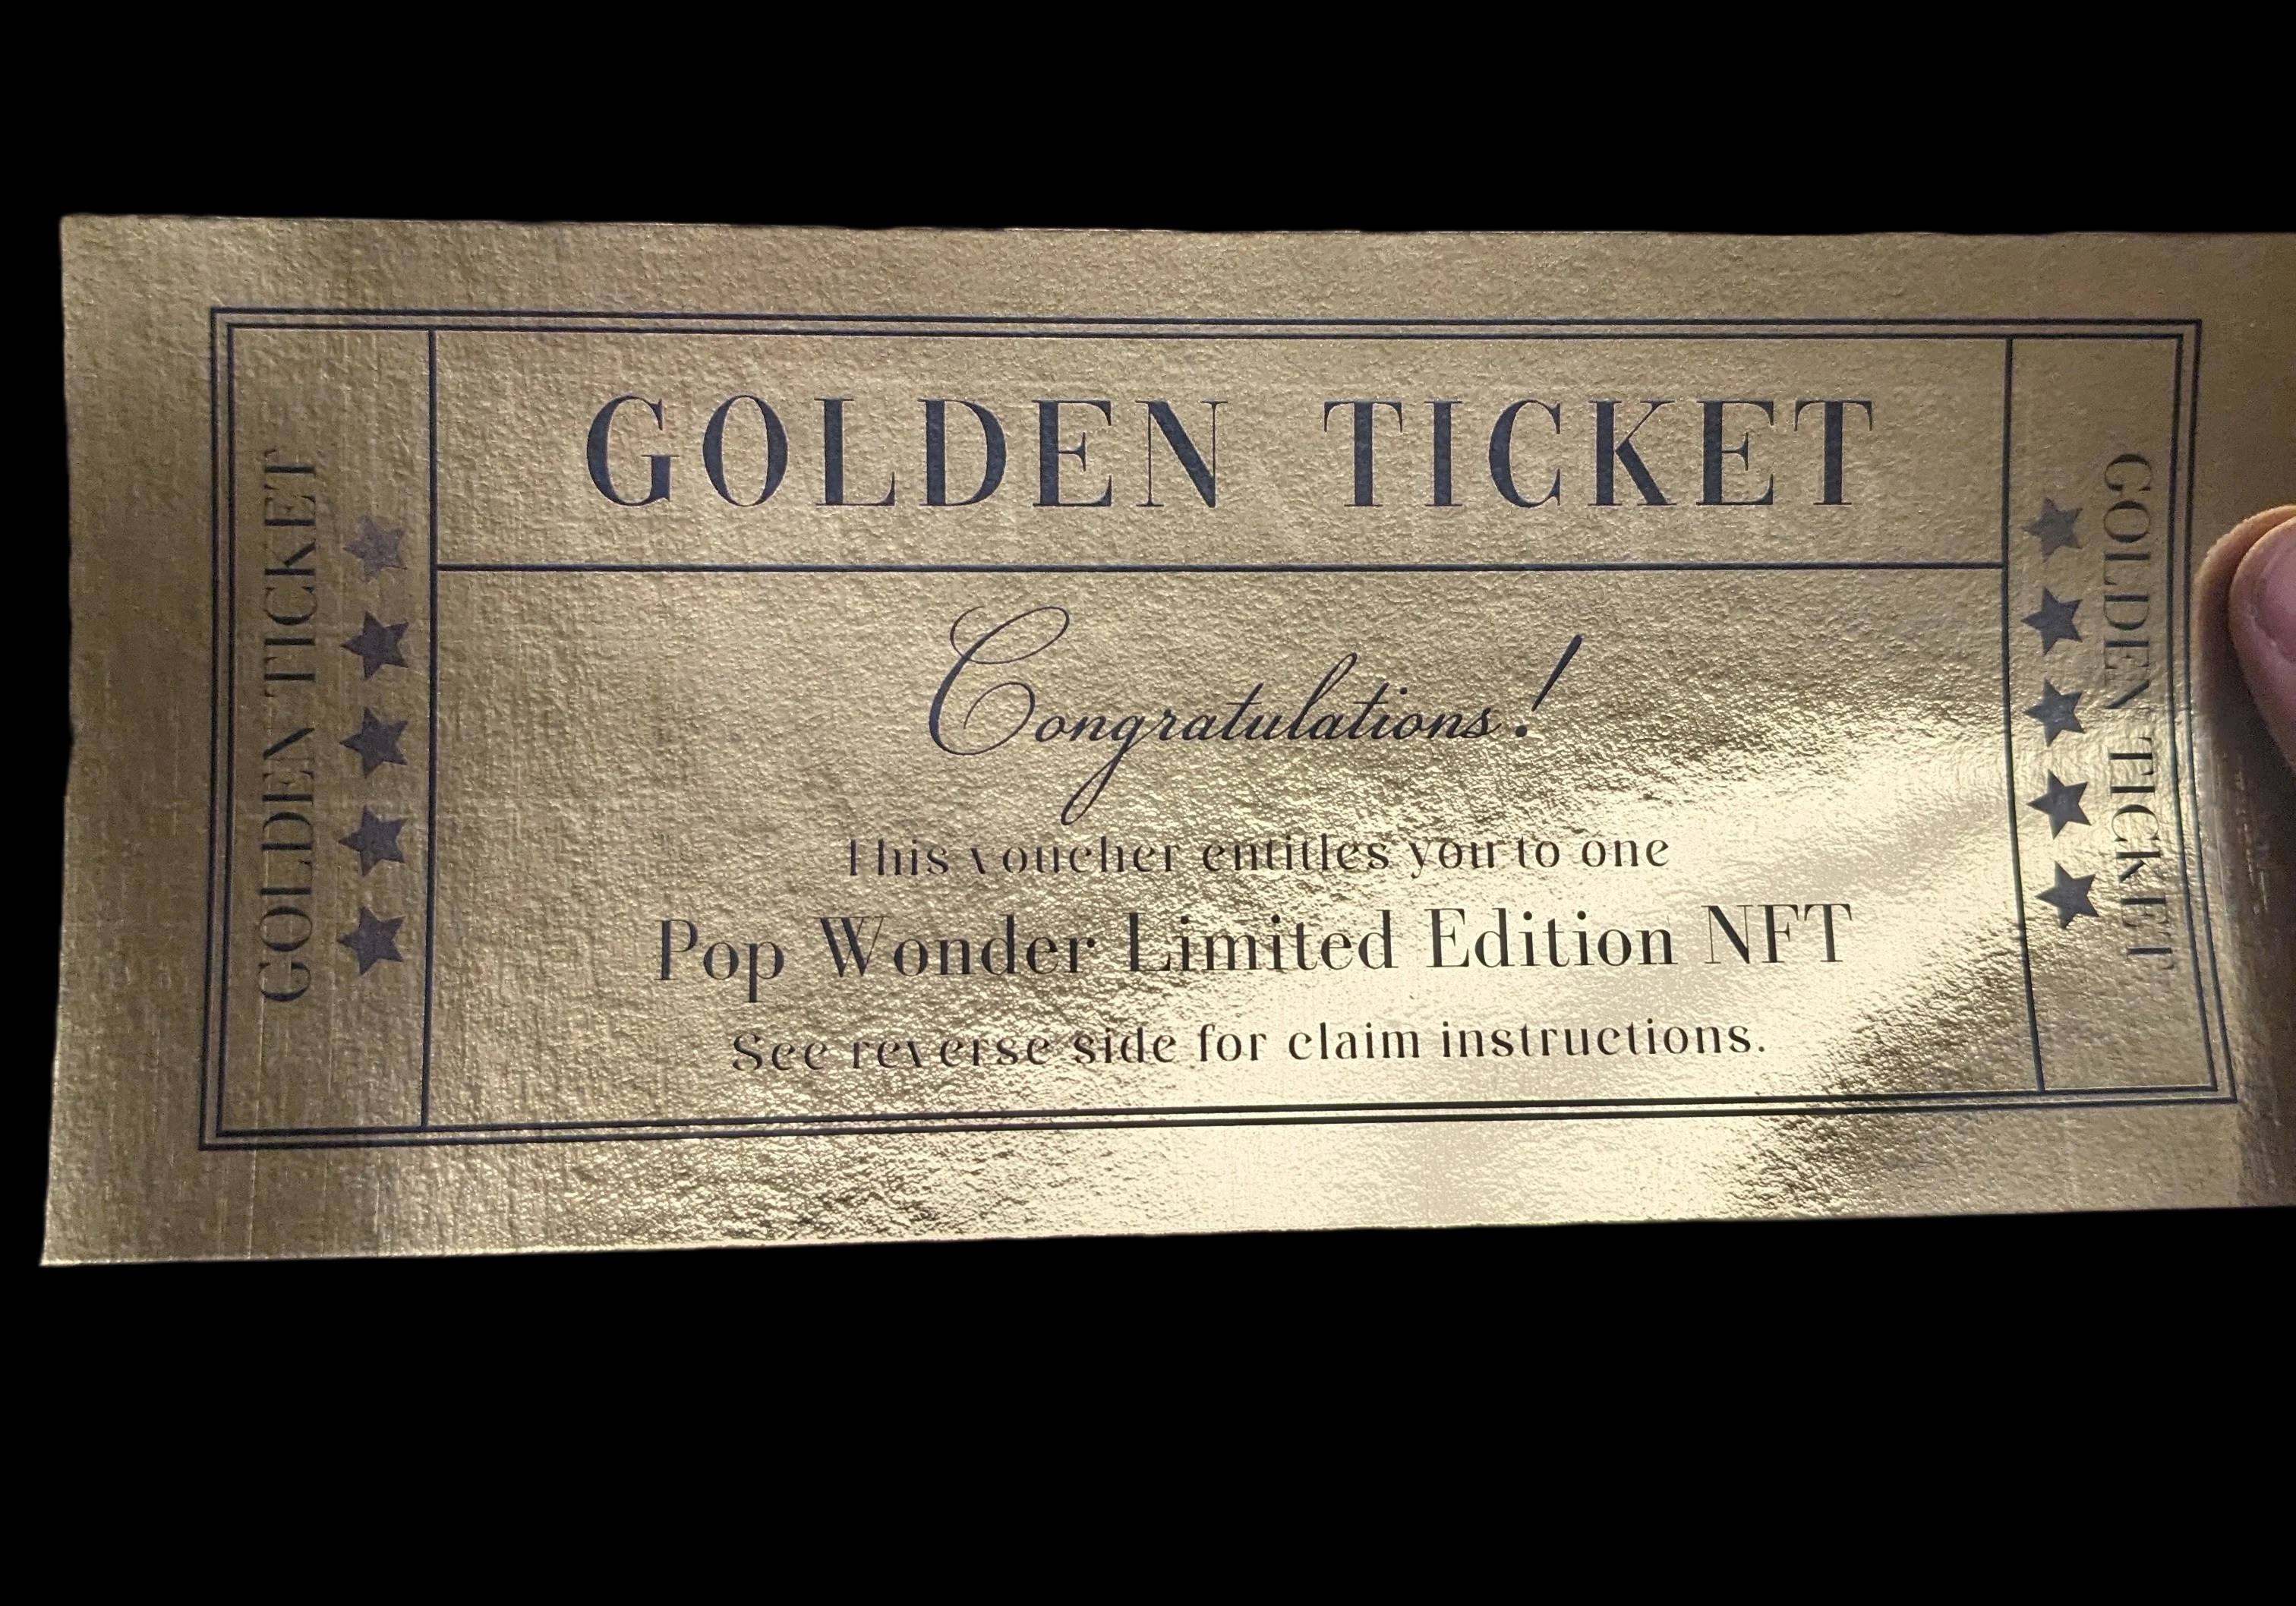 GOLDEN TICKET
GOLDEN TICKET
Congratulations!
This voucher entitles you to one
Pop Wonder Limited Edition NFT
See reverse side for claim instructions.
GOLDEN TICKET